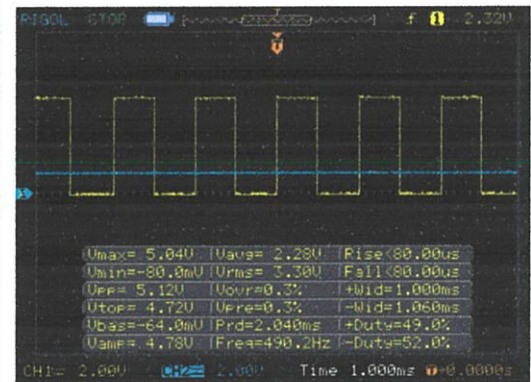 RIGOL STOP f 1 2.32V
Vmax= 5.04V Vavg= 2.28V Rise<80.00us
Vmin=-80.0mV Vrms= 3.30V Fall<80.00us
Vpp= 5.12V Vovr=0.3% +Wid=1.000ms
Vtop= 4.72V Vpre=0.3% -Wid=1.060ms
Vbas=-64.0mV Prd=2.040ms +Duty=49.0%
Vamp= 4.78V Freq=490.2Hz -Duty=52.0%
CH1= 2.00V CH2= 2.00V Time 1.000ms +0.0000s